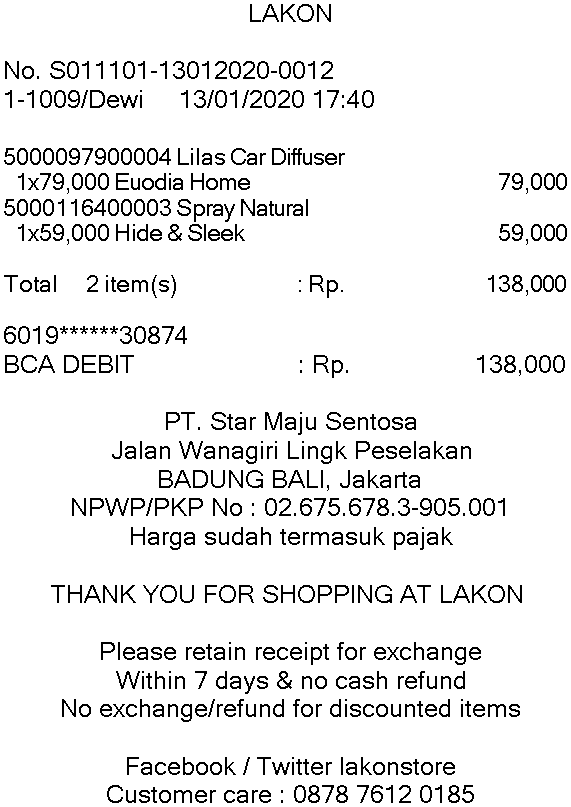 LAKON
No. S011101-13012020-0012
1-1009/Dewi 13/01/2020 17:40
5000097900004 Lilas Car Diffuser
1x79,000 Euodia Home 79,000
5000116400003 Spray Natural
1x59,000 Hide & Sleek 59,000
Total 2 item(s) : Rp. 138,000
6019******30874
BCA DEBIT : Rp. 138,000
PT. Star Maju Sentosa
Jalan Wanagiri Lingk Peselakan
BADUNG BALI, Jakarta
NPWP/PKP No : 02.675.678.3-905.001
Harga sudah termasuk pajak
THANK YOU FOR SHOPPING AT LAKON
Please retain receipt for exchange
Within 7 days & no cash refund
No exchange/refund for discounted items
Facebook / Twitter lakonstore
Customer care : 0878 7612 0185